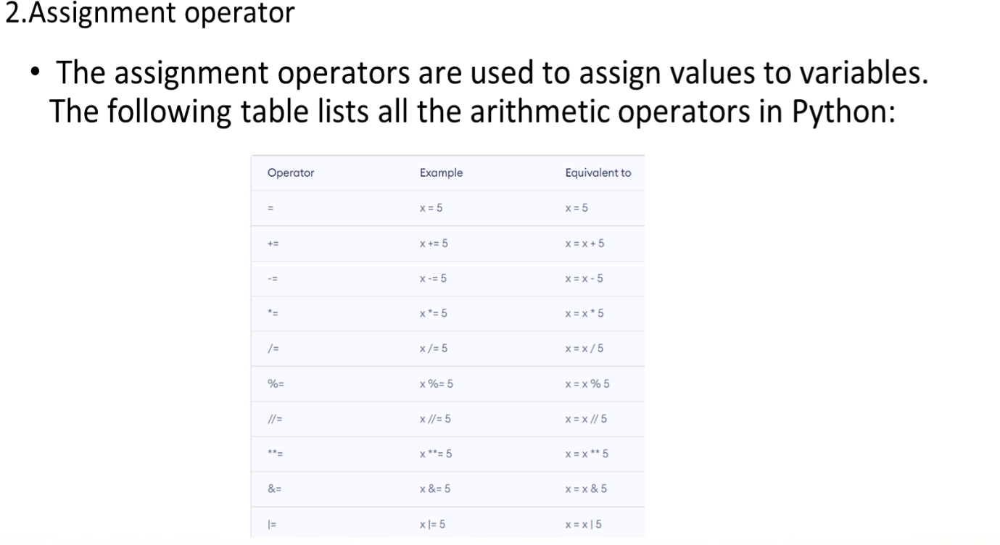 2.Assignment operator
• The assignment operators are used to assign values to variables.
The following table lists all the arithmetic operators in Python:
Operator Example Equivalent to
= x = 5 x = 5
+= x += 5 x = x + 5
-= x -= 5 x = x - 5
*= x *= 5 x = x * 5
/= x /= 5 x = x / 5
%= x %= 5 x = x % 5
//= x //= 5 x = x // 5
**= x **= 5 x = x ** 5
&= x &= 5 x = x & 5
|= x |= 5 x = x | 5